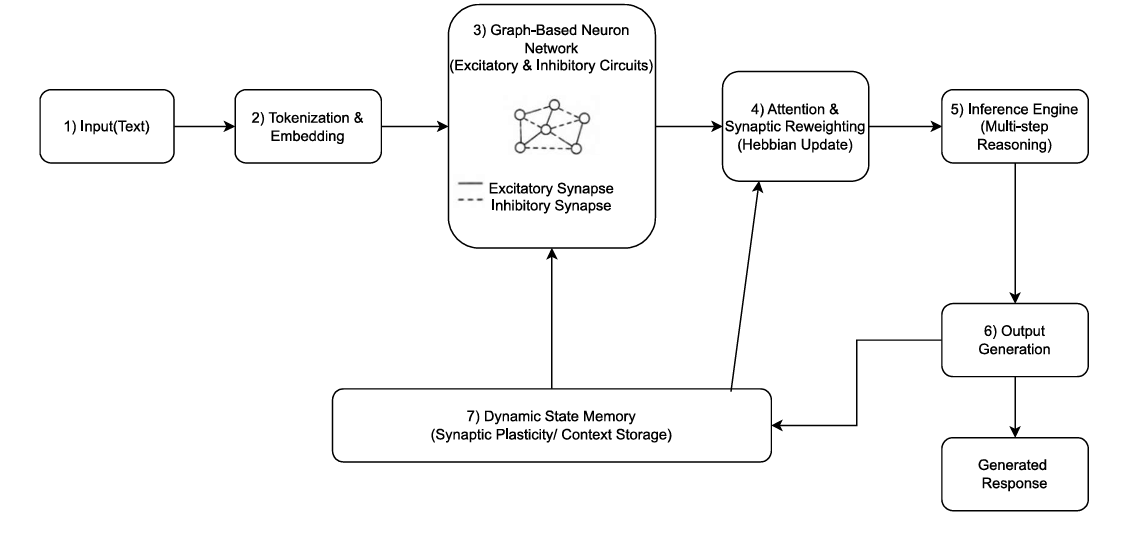 1) Input(Text)
2) Tokenization &
Embedding
3) Graph-Based Neuron
Network
(Excitatory & Inhibitory Circuits)
Excitatory Synapse
Inhibitory Synapse
4) Attention &
Synaptic Reweighting
(Hebbian Update)
5) Inference Engine
(Multi-step
Reasoning)
6) Output
Generation
7) Dynamic State Memory
(Synaptic Plasticity/ Context Storage)
Generated
Response